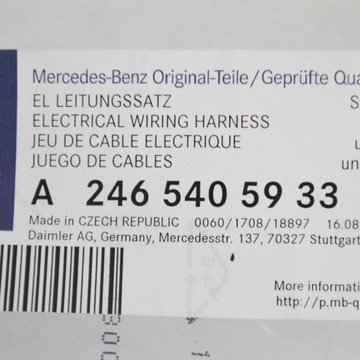 Mercedes-Benz Original-Teile/Geprüfte Qua
EL LEITUNGSSATZ S
ELECTRICAL WIRING HARNESS
JEU DE CABLE ELECTRIQUE u
JUEGO DE CABLES un
A 246 540 59 33
Made in CZECH REPUBLIC 0060/1708/18897 16.08
Daimler AG, Germany, Mercedesstr. 137, 70327 Stuttgart
More informati
http://p.mb-q